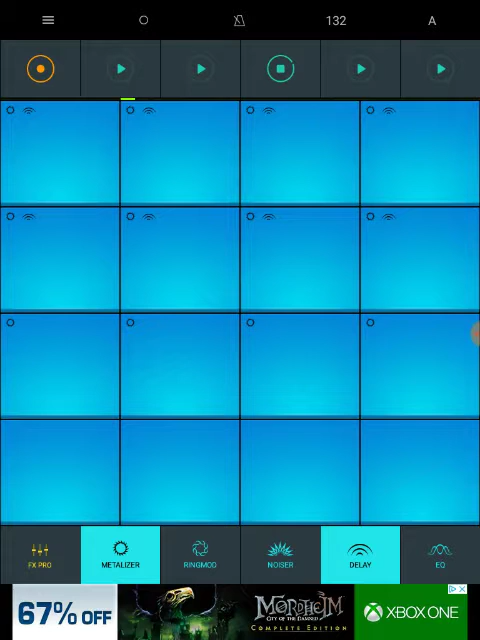 132
A
FX PRO
METALIZER
RINGMOD
NOISER
DELAY
EQ
67% OFF
MORDHEIM
CITY OF THE DAMNED
COMPLETE EDITION
XBOX ONE